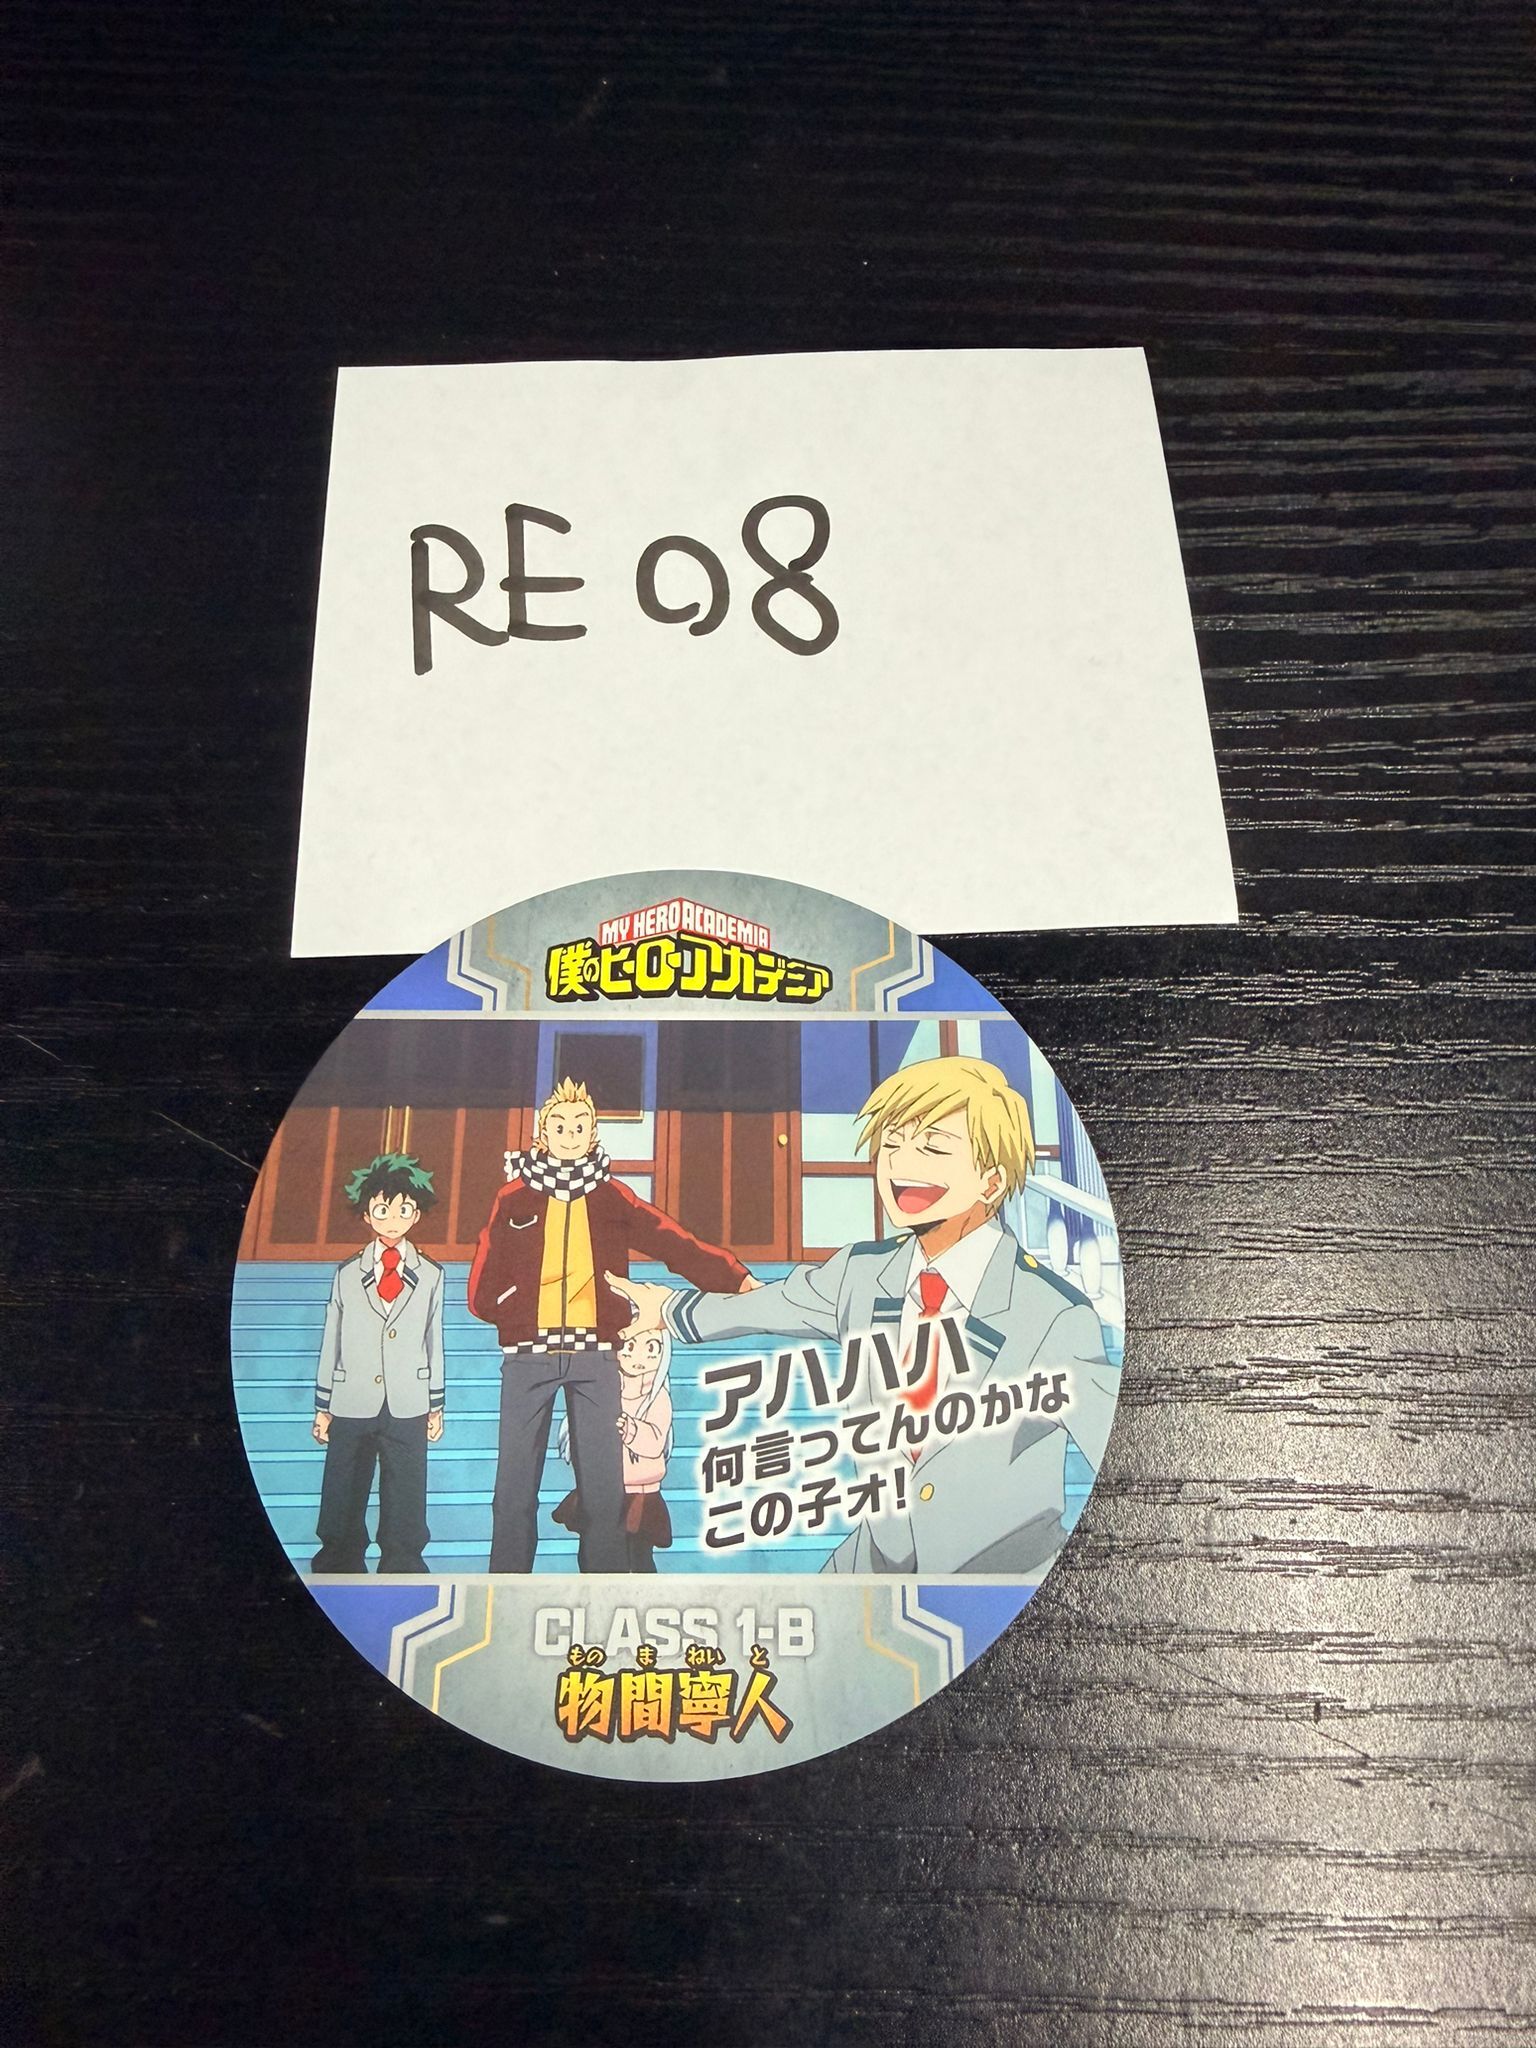 RE 08
MY HERO ACADEMIA
僕のヒーローアカデミア
アハハハ
何言ってんのかな
この子ォ!
CLASS 1-B
もの ま ねい と
物間寧人